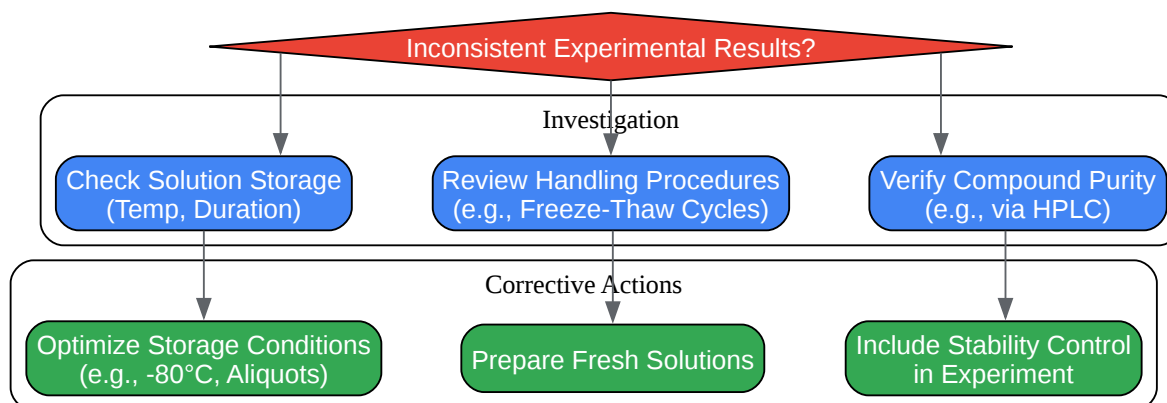 Inconsistent Experimental Results?
Investigation
Check Solution Storage
(Temp, Duration)
Review Handling Procedures
(e.g., Freeze-Thaw Cycles)
Verify Compound Purity
(e.g., via HPLC)
Corrective Actions
Optimize Storage Conditions
(e.g., -80°C, Aliquots)
Prepare Fresh Solutions
Include Stability Control
in Experiment